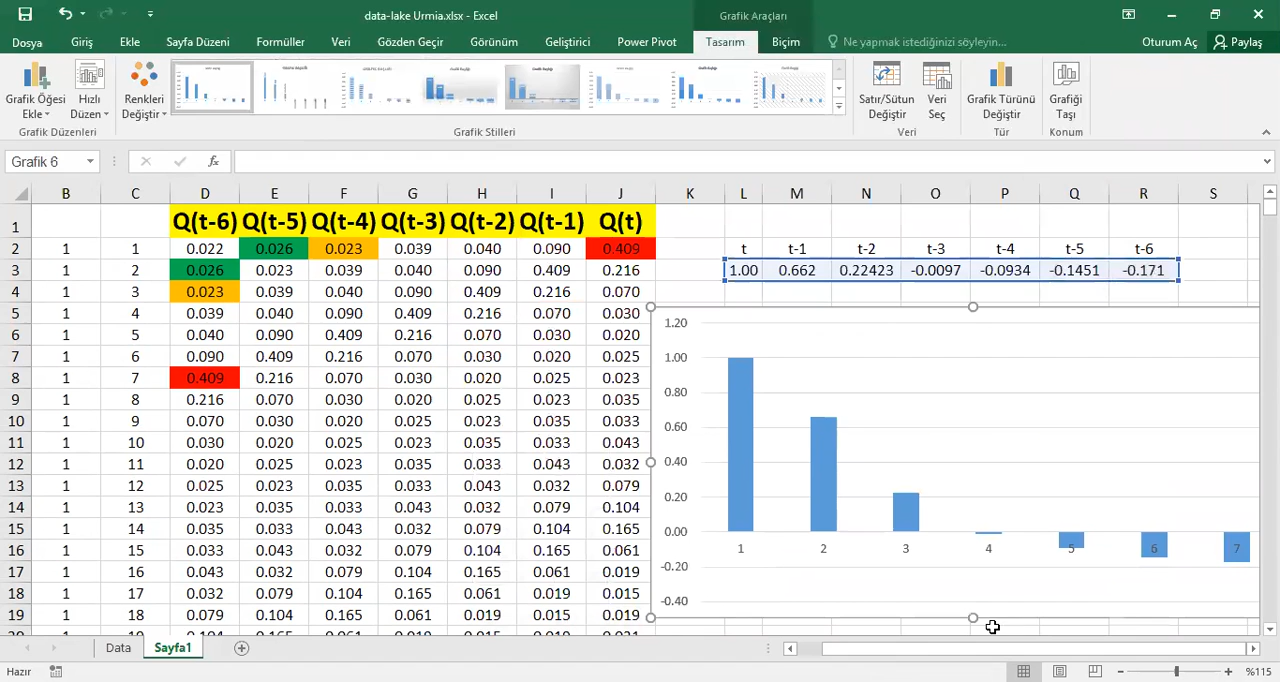 data-lake Urmia.xlsx - Excel
Grafik Araçları
Dosya Giriş Ekle Sayfa Düzeni Formüller Veri Gözden Geçir Görünüm Geliştirici Power Pivot Tasarım Biçim Ne yapmak istediğinizi söyleyin... Oturum Aç Paylaş
Grafik Öğesi Ekle
Hızlı Düzen
Renkleri Değiştir
Satır/Sütun Değiştir
Veri Seç
Grafik Türünü Değiştir
Grafiği Taşı
Grafik Düzenleri Grafik Stilleri Veri Tür Konum
Grafik 6 fx
B C D E F G H I J K L M N O P Q R S
1 Q(t-6) Q(t-5) Q(t-4) Q(t-3) Q(t-2) Q(t-1) Q(t)
2 1 1 0.022 0.026 0.023 0.039 0.040 0.090 0.409 t t-1 t-2 t-3 t-4 t-5 t-6
3 1 2 0.026 0.023 0.039 0.040 0.090 0.409 0.216 1.00 0.662 0.22423 -0.0097 -0.0934 -0.1451 -0.171
4 1 3 0.023 0.039 0.040 0.090 0.409 0.216 0.070
5 1 4 0.039 0.040 0.090 0.409 0.216 0.070 0.030
6 1 5 0.040 0.090 0.409 0.216 0.070 0.030 0.020
7 1 6 0.090 0.409 0.216 0.070 0.030 0.020 0.025
8 1 7 0.409 0.216 0.070 0.030 0.020 0.025 0.023
9 1 8 0.216 0.070 0.030 0.020 0.025 0.023 0.035
10 1 9 0.070 0.030 0.020 0.025 0.023 0.035 0.033
11 1 10 0.030 0.020 0.025 0.023 0.035 0.033 0.043
12 1 11 0.020 0.025 0.023 0.035 0.033 0.043 0.032
13 1 12 0.025 0.023 0.035 0.033 0.043 0.032 0.079
14 1 13 0.023 0.035 0.033 0.043 0.032 0.079 0.104
15 1 14 0.035 0.033 0.043 0.032 0.079 0.104 0.165
16 1 15 0.033 0.043 0.032 0.079 0.104 0.165 0.061
17 1 16 0.043 0.032 0.079 0.104 0.165 0.061 0.019
18 1 17 0.032 0.079 0.104 0.165 0.061 0.019 0.015
19 1 18 0.079 0.104 0.165 0.061 0.019 0.015 0.019
1.20
1.00
0.80
0.60
0.40
0.20
0.00
-0.20
-0.40
1 2 3 4 5 6 7
Data Sayfa1
Hazır %115